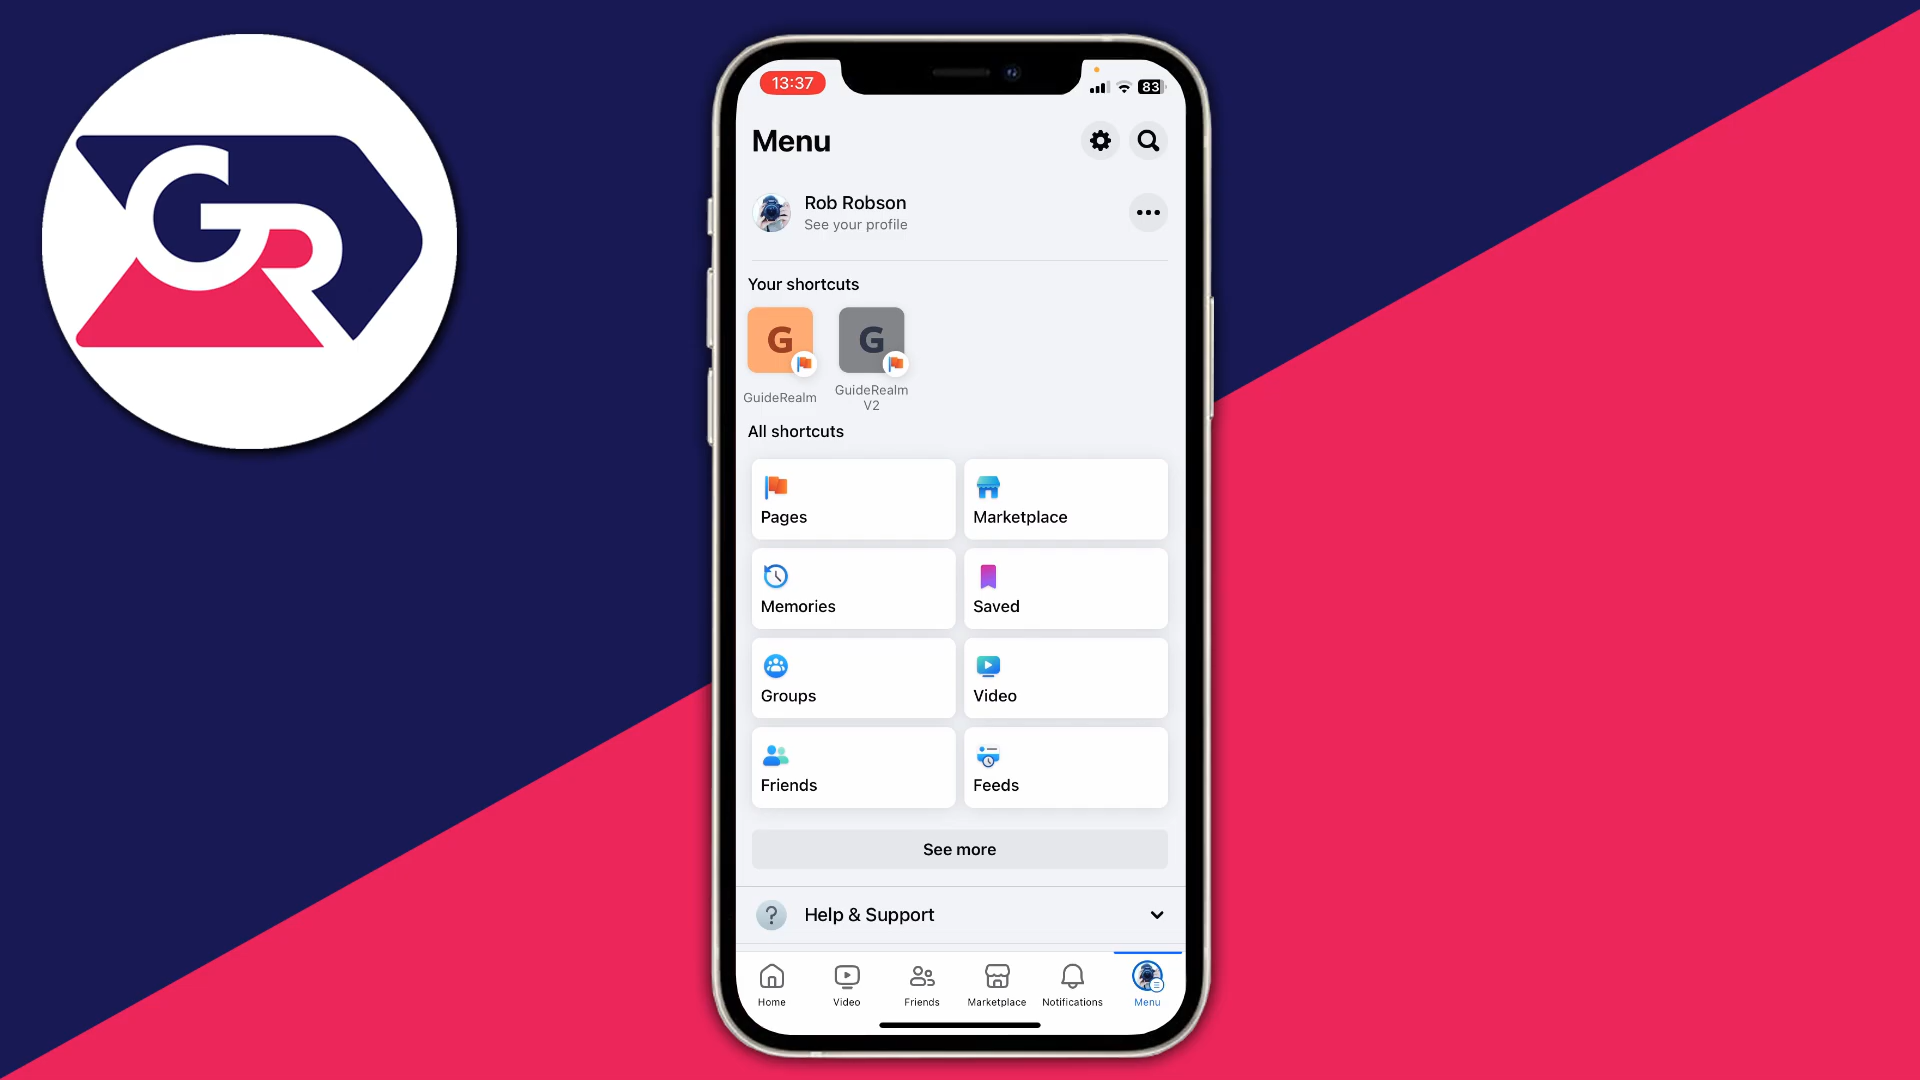 GR
13:37
83
Menu
Rob Robson
See your profile
Your shortcuts
G
G
GuideRealm
GuideRealm
V2
All shortcuts
Pages
Marketplace
Memories
Saved
Groups
Video
Friends
Feeds
See more
? Help & Support
Home
Video
Friends
Marketplace
Notifications
Menu